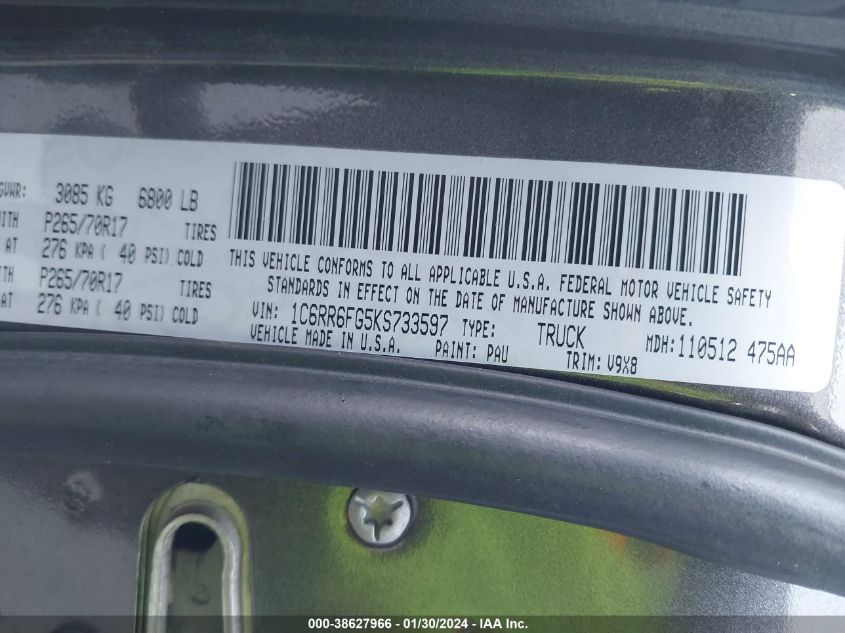 GVWR: 3085 KG 6800 LB
WITH P265/70R17 TIRES
AT 276 KPA ( 40 PSI) COLD
P265/70R17 TIRES
AT 276 KPA ( 40 PSI) COLD
THIS VEHICLE CONFORMS TO ALL APPLICABLE U.S.A. FEDERAL MOTOR VEHICLE SAFETY
STANDARDS IN EFFECT ON THE DATE OF MANUFACTURE SHOWN ABOVE.
VIN: 1C6RR6FG5KS733597 TYPE: TRUCK MDH:110512 475AA
VEHICLE MADE IN U.S.A. PAINT: PAU TRIM: V9X8
000-38627966 - 01/30/2024 - IAA Inc.